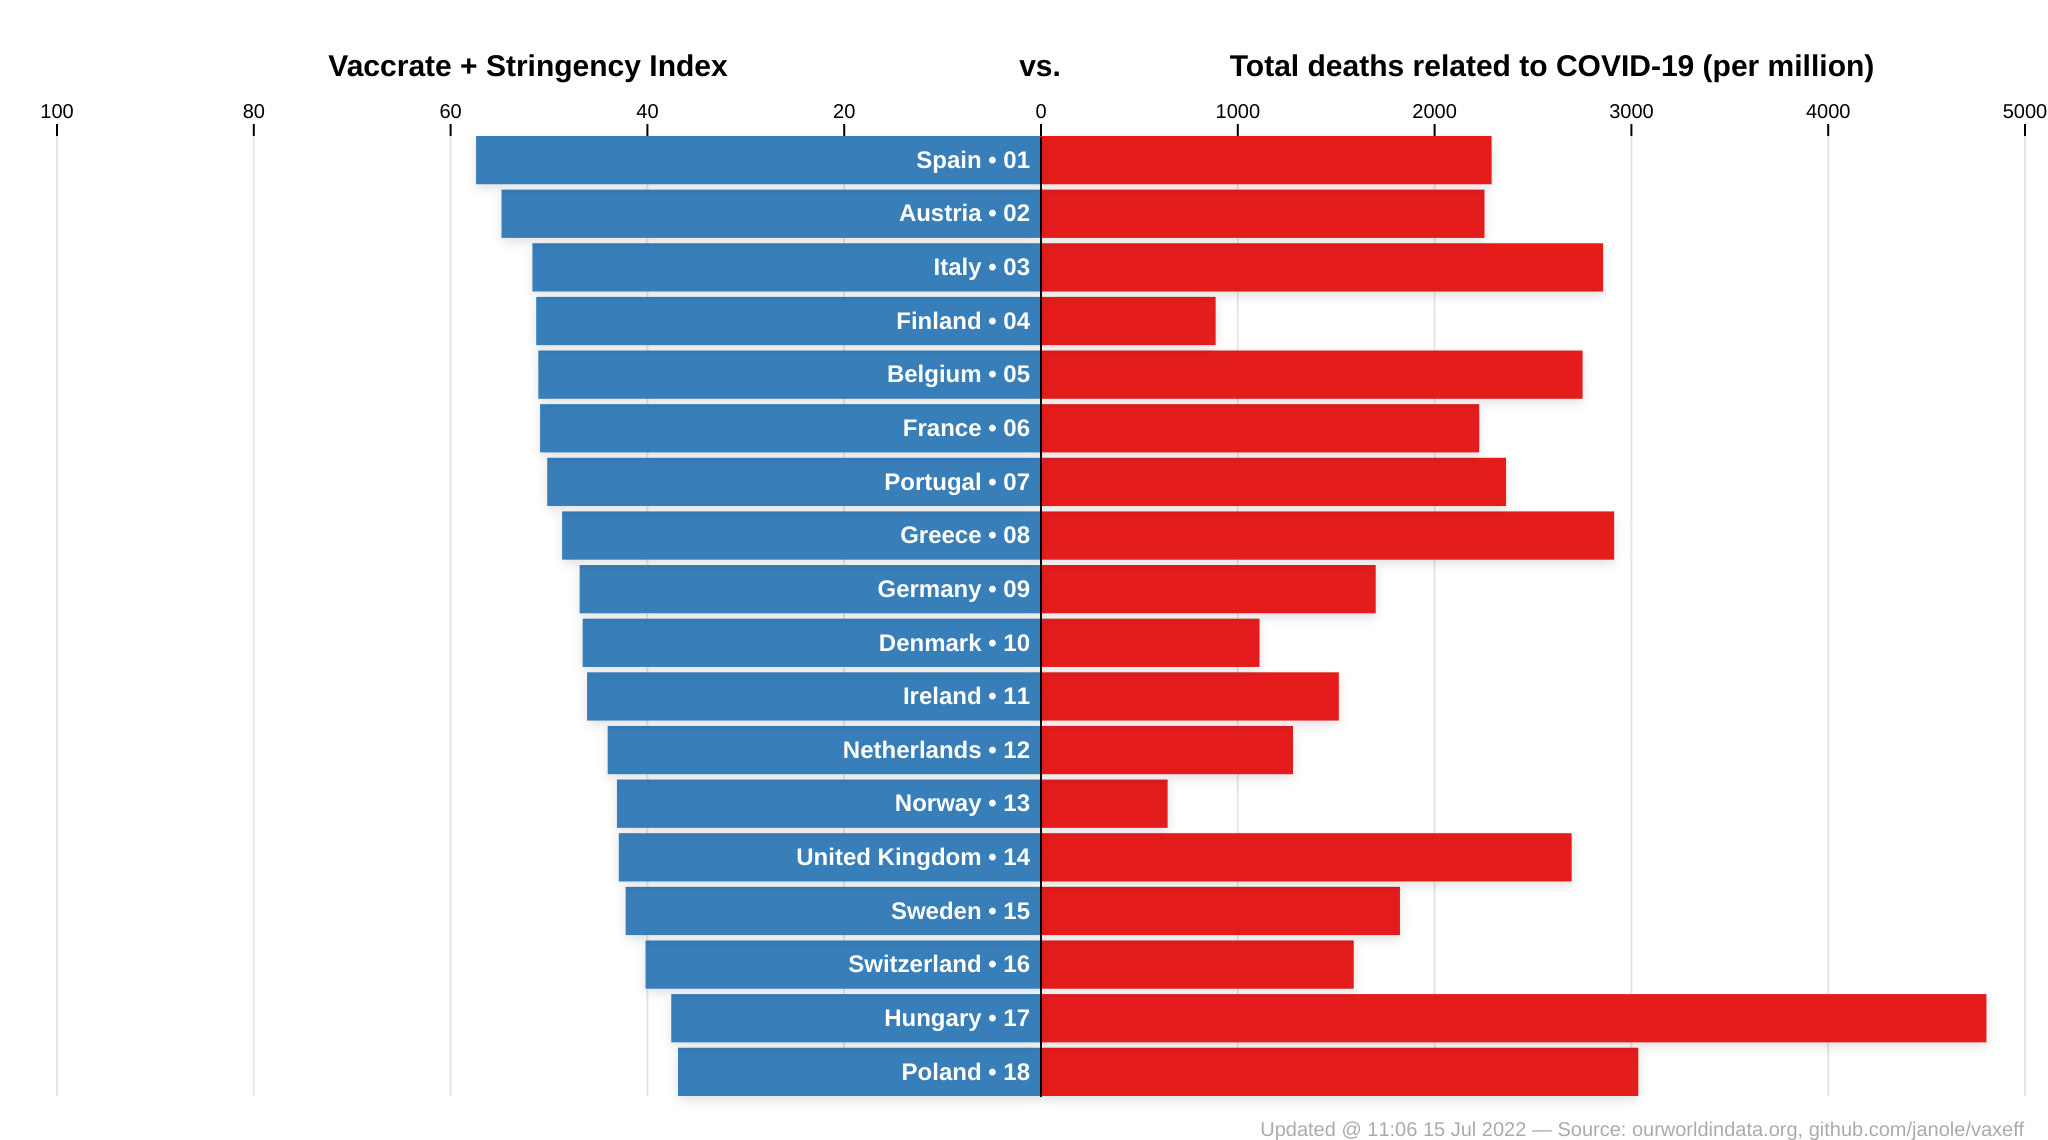 Vaccrate + Stringency Index vs. Total deaths related to COVID-19 (per million)
100 80 60 40 20 0 1000 2000 3000 4000 5000
Spain • 01
Austria • 02
Italy • 03
Finland • 04
Belgium • 05
France • 06
Portugal • 07
Greece • 08
Germany • 09
Denmark • 10
Ireland • 11
Netherlands • 12
Norway • 13
United Kingdom • 14
Sweden • 15
Switzerland • 16
Hungary • 17
Poland • 18
Updated @ 11:06 15 Jul 2022 — Source: ourworldindata.org, github.com/janole/vaxeff